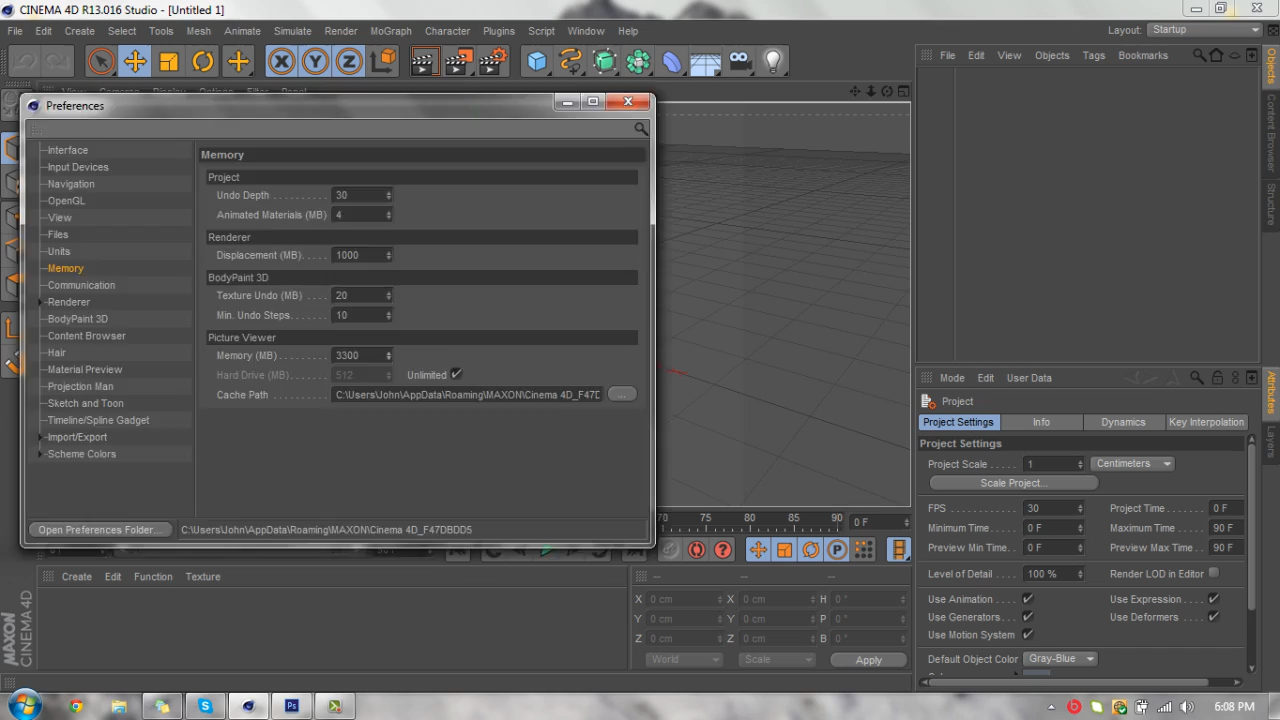 CINEMA 4D R13.016 Studio - [Untitled 1]
File Edit Create Select Tools Mesh Animate Simulate Render MoGraph Character Plugins Script Window Help Layout: Startup
File Edit View Objects Tags Bookmarks
Objects
Content Browser
Structure
Preferences
Interface
Input Devices
Navigation
OpenGL
View
Files
Units
Memory
Communication
Renderer
BodyPaint 3D
Content Browser
Hair
Material Preview
Projection Man
Sketch and Toon
Timeline/Spline Gadget
Import/Export
Scheme Colors
Memory
Project
Undo Depth 30
Animated Materials (MB) 4
Renderer
Displacement (MB) 1000
BodyPaint 3D
Texture Undo (MB) 20
Min. Undo Steps 10
Picture Viewer
Memory (MB) 3300
Hard Drive (MB) 512 Unlimited
Cache Path C:\Users\John\AppData\Roaming\MAXON\Cinema 4D_F47D
...
Open Preferences Folder... C:\Users\John\AppData\Roaming\MAXON\Cinema 4D_F47DBDD5
70 75 80 85 90 0 F
Create Edit Function Texture
-- -- --
X 0 cm X 0 cm H 0 °
Y 0 cm Y 0 cm P 0 °
Z 0 cm Z 0 cm B 0 °
World Scale Apply
MAXON
CINEMA 4D
Mode Edit User Data
Attributes
Layers
Project
Project Settings Info Dynamics Key Interpolation
Project Settings
Project Scale 1 Centimeters
Scale Project...
FPS 30 Project Time 0 F
Minimum Time 0 F Maximum Time 90 F
Preview Min Time 0 F Preview Max Time 90 F
Level of Detail 100 % Render LOD in Editor
Use Animation Use Expression
Use Generators Use Deformers
Use Motion System
Default Object Color Gray-Blue
6:08 PM